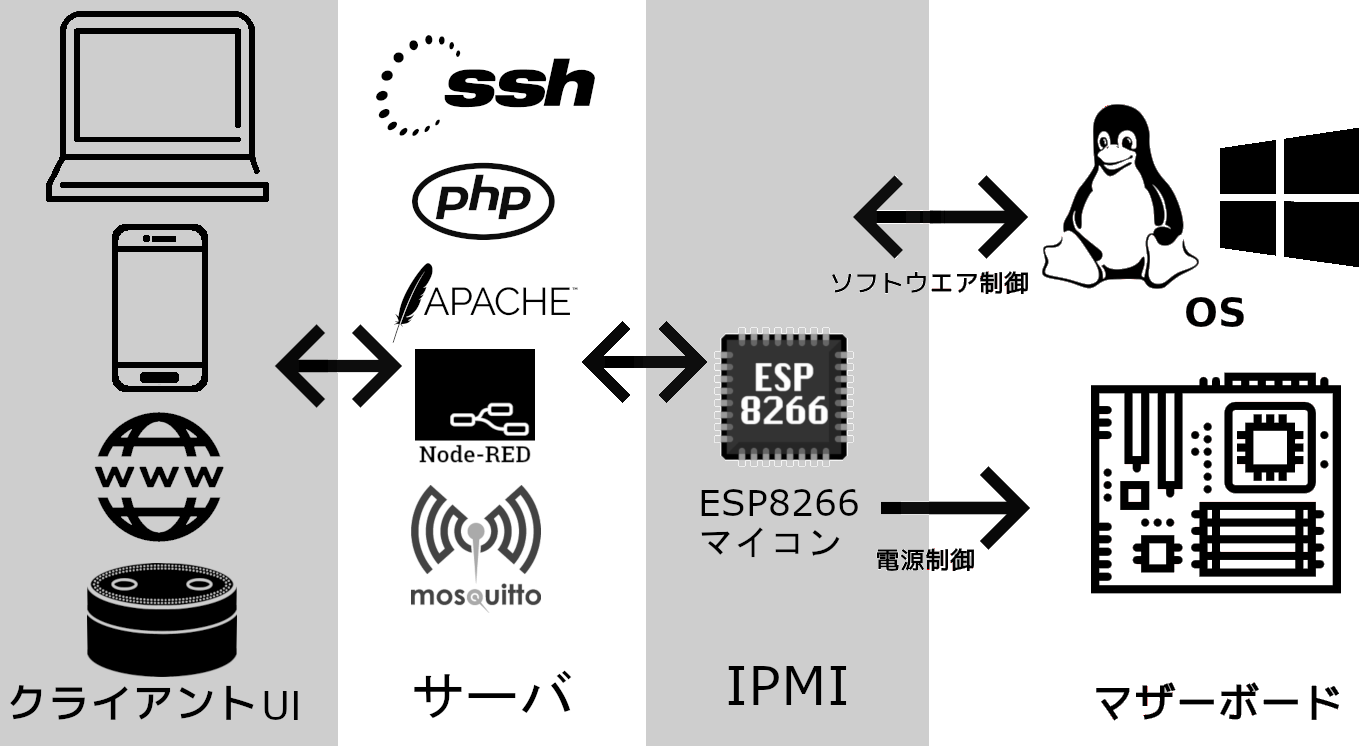 WWW
クライアントUI
ssh
php
APACHE™
Node-RED
mosquitto
サーバ
ESP
8266
ESP8266
マイコン
IPMI
ソフトウエア制御
電源制御
OS
マザーボード